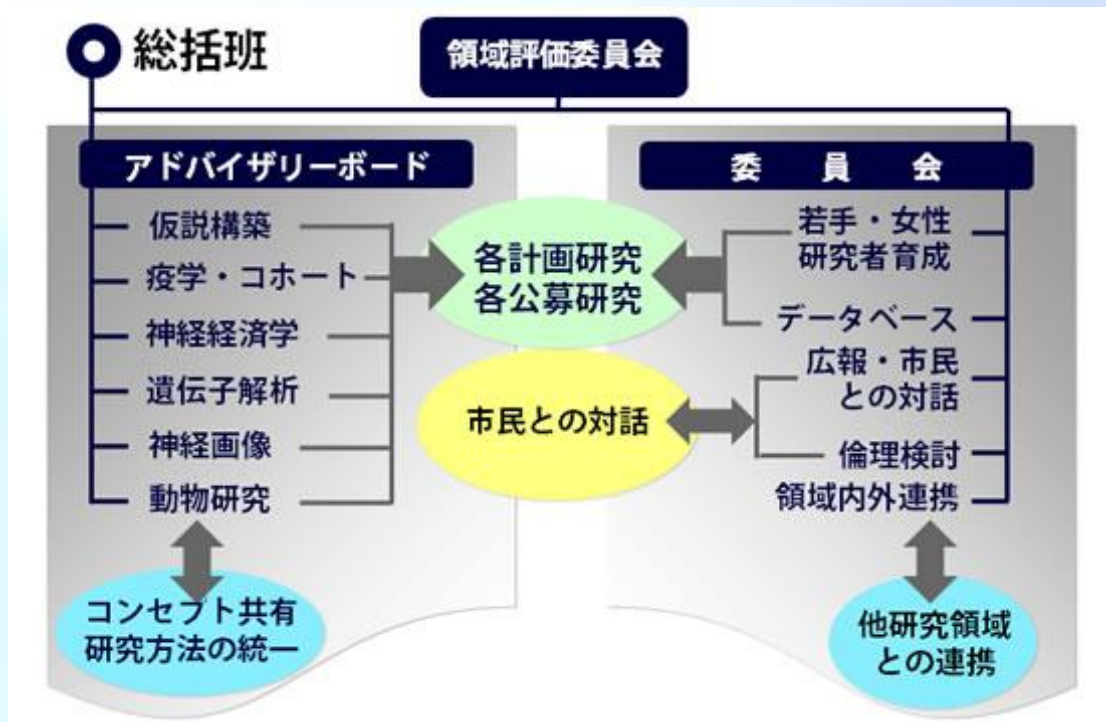 総括班
領域評価委員会
アドバイザリーボード
仮説構築
疫学・コホート
神経経済学
遺伝子解析
神経画像
動物研究
コンセプト共有
研究方法の統一
各計画研究
各公募研究
市民との対話
委員会
若手・女性
研究者育成
データベース
広報・市民
との対話
倫理検討
領域内外連携
他研究領域
との連携